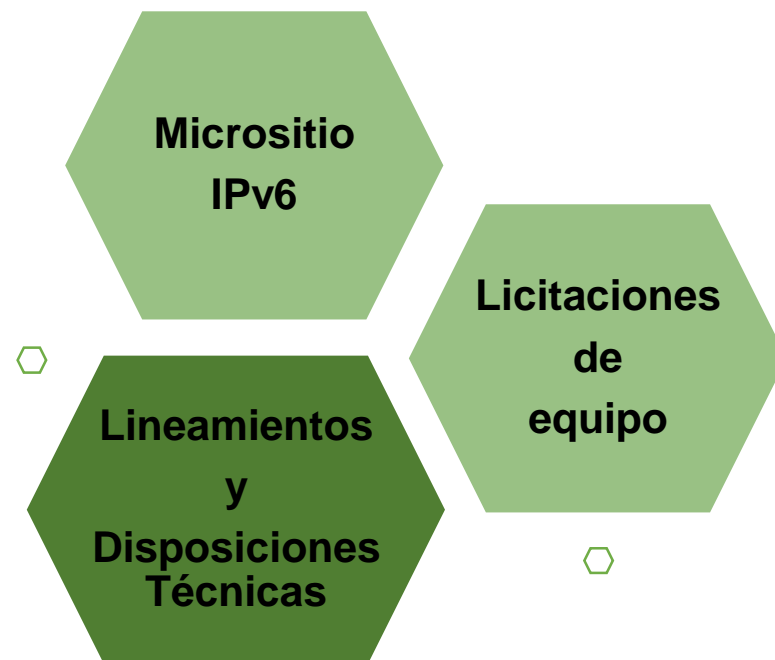 Micrositio
IPv6
Licitaciones
de
equipo
Lineamientos
y
Disposiciones
Técnicas